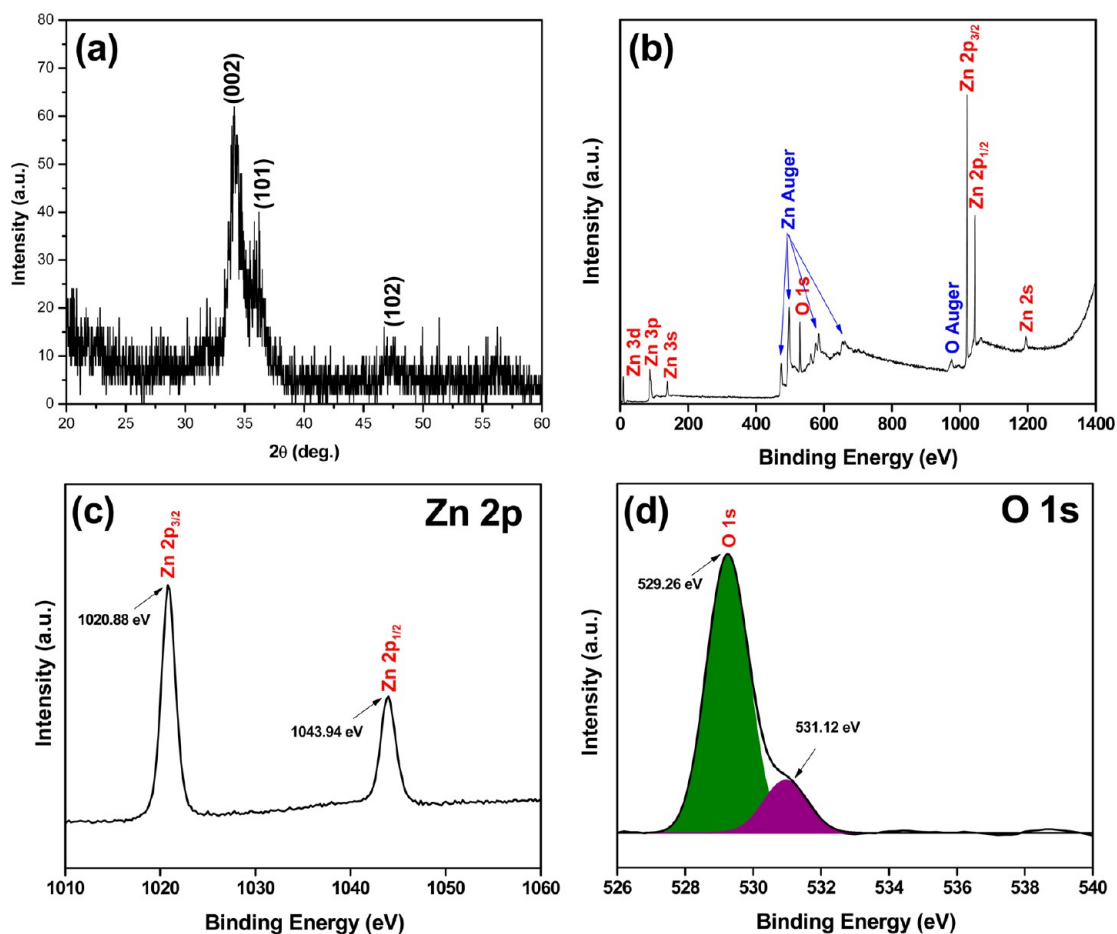 (a)
(002)
(101)
(102)
Intensity (a.u.)
80
70
60
50
40
30
20
10
0
20 25 30 35 40 45 50 55 60
2θ (deg.)
(b)
Zn 2p3/2
Zn 2p1/2
Zn Auger
O 1s
O Auger
Zn 2s
Zn 3d
Zn 3p
Zn 3s
Intensity (a.u.)
0 200 400 600 800 1000 1200 1400
Binding Energy (eV)
(c)
Zn 2p
Zn 2p3/2
1020.88 eV
Zn 2p1/2
1043.94 eV
Intensity (a.u.)
1010 1020 1030 1040 1050 1060
Binding Energy (eV)
(d)
O 1s
O 1s
529.26 eV
531.12 eV
Intensity (a.u.)
526 528 530 532 534 536 538 540
Binding Energy (eV)